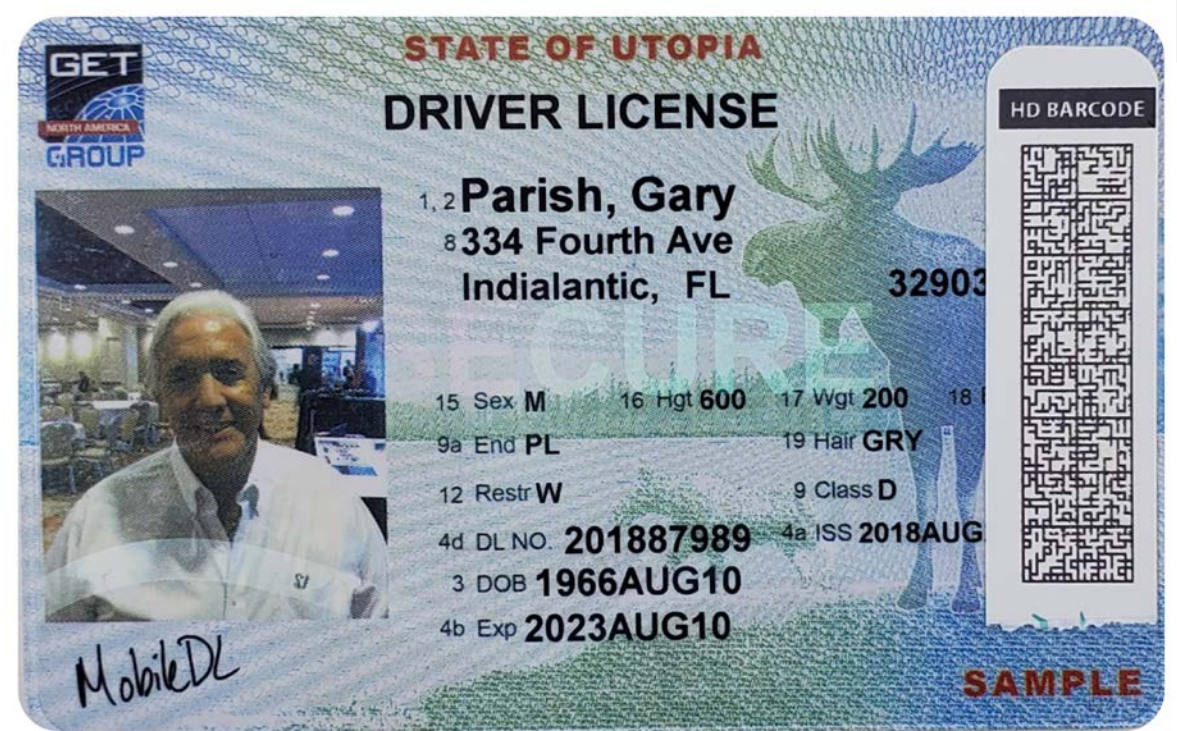 GET
NORTH AMERICA
GROUP
STATE OF UTOPIA
DRIVER LICENSE
HD BARCODE
1, 2 Parish, Gary
8 334 Fourth Ave
Indialantic, FL 32903
SECURE
15 Sex M 16 Hgt 600 17 Wgt 200 18
9a End PL 19 Hair GRY
12 Restr W 9 Class D
4d DL NO. 201887989 4a ISS 2018AUG
3 DOB 1966AUG10
4b Exp 2023AUG10
MobileDL
SAMPLE